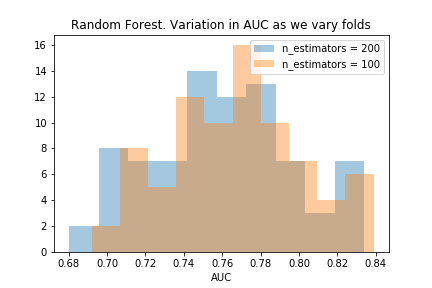 Random Forest. Variation in AUC as we vary folds
n_estimators = 200
n_estimators = 100
16
14
12
10
8
6
4
2
0
0.68 0.70 0.72 0.74 0.76 0.78 0.80 0.82 0.84
AUC